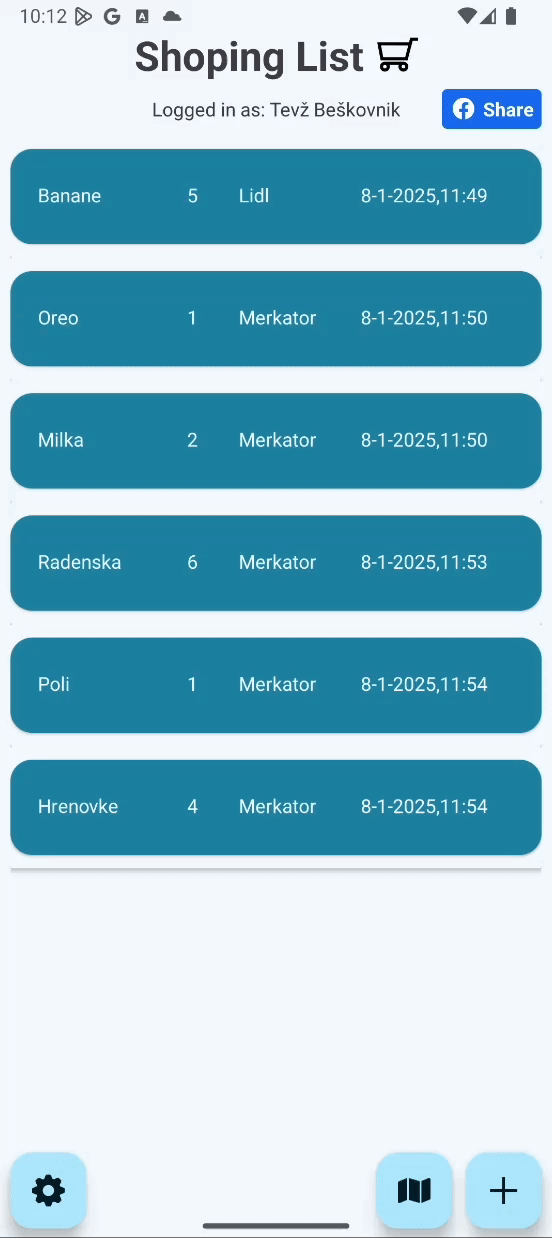 10:12
Shoping List
Logged in as: Tevž Beškovnik
Share
Banane 5 Lidl 8-1-2025,11:49
Oreo 1 Merkator 8-1-2025,11:50
Milka 2 Merkator 8-1-2025,11:50
Radenska 6 Merkator 8-1-2025,11:53
Poli 1 Merkator 8-1-2025,11:54
Hrenovke 4 Merkator 8-1-2025,11:54